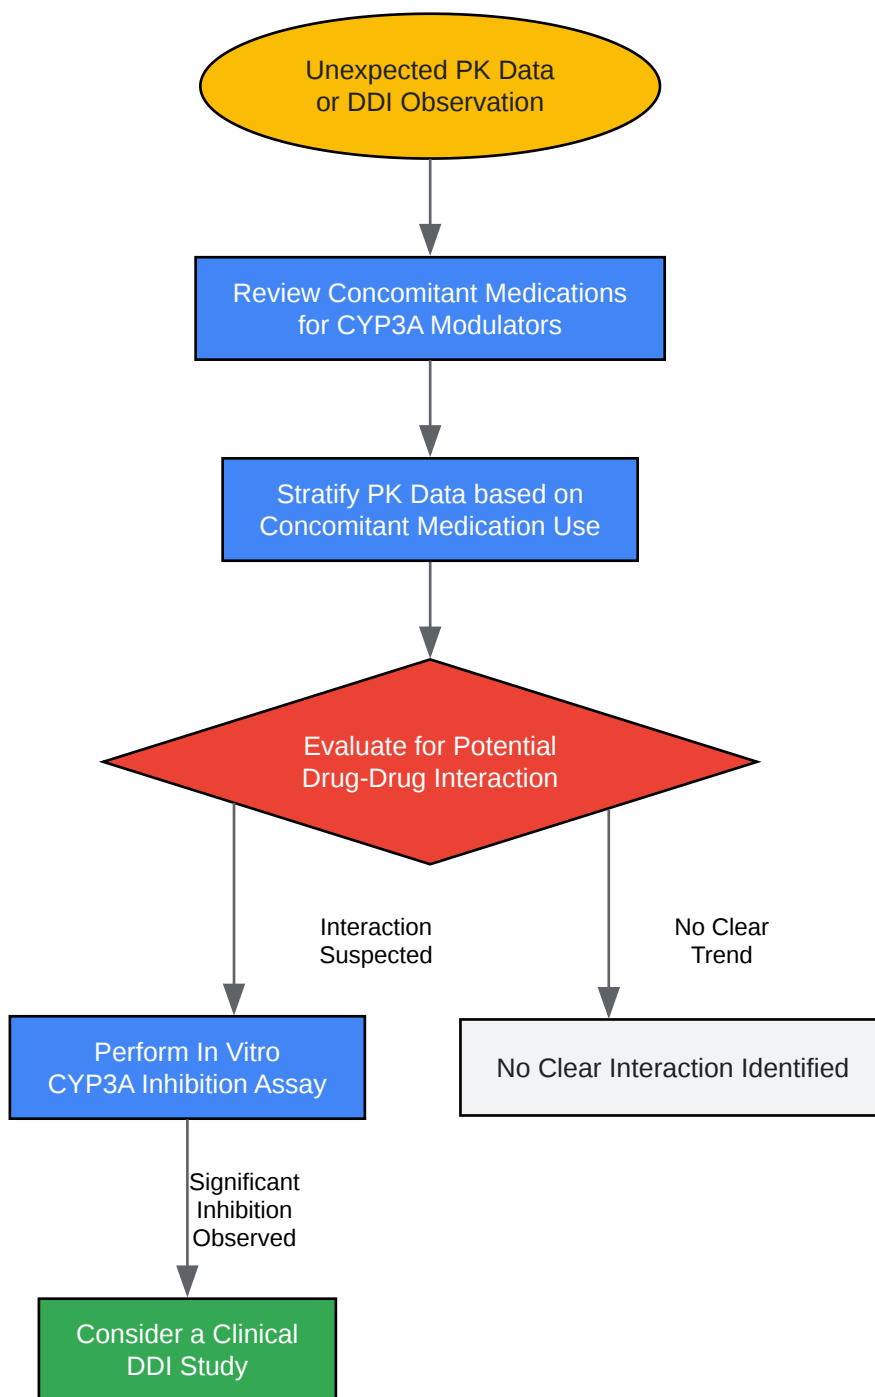 Unexpected PK Data
or DDI Observation
Review Concomitant Medications
for CYP3A Modulators
Stratify PK Data based on
Concomitant Medication Use
Evaluate for Potential
Drug-Drug Interaction
Interaction
Suspected
No Clear
Trend
Perform In Vitro
CYP3A Inhibition Assay
No Clear Interaction Identified
Significant
Inhibition
Observed
Consider a Clinical
DDI Study